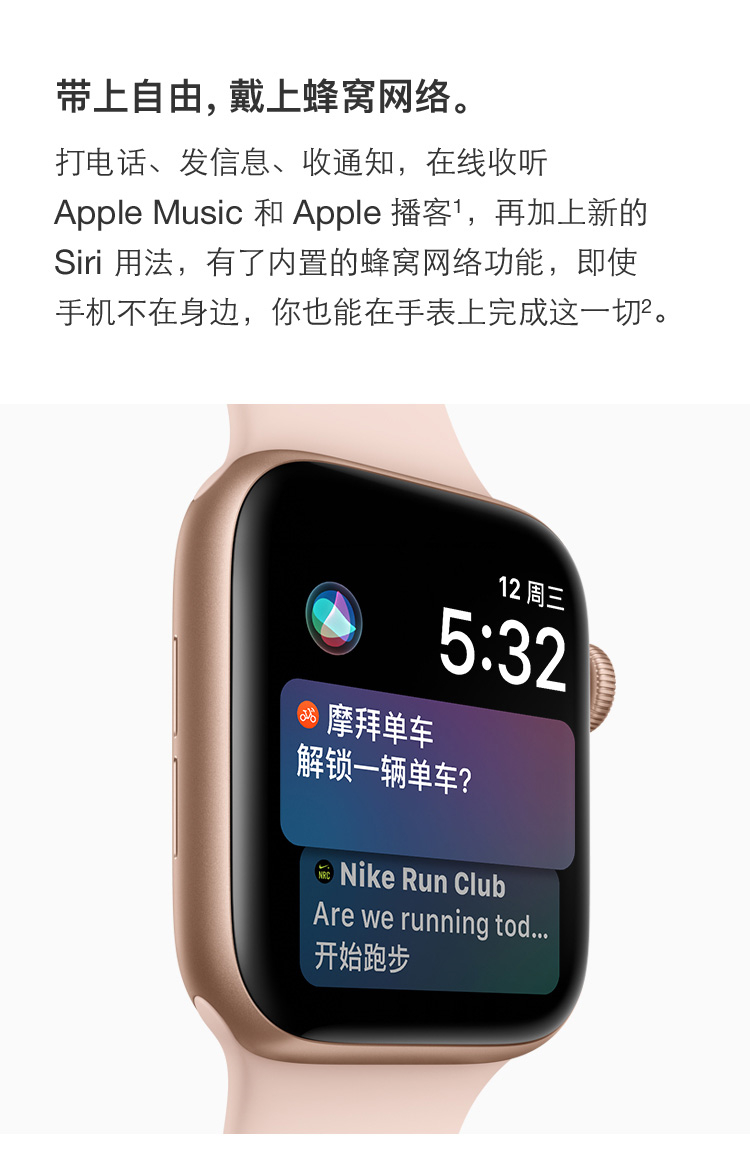 带上自由，戴上蜂窝网络。
打电话、发信息、收通知，在线收听
Apple Music 和 Apple 播客¹，再加上新的
Siri 用法，有了内置的蜂窝网络功能，即使
手机不在身边，你也能在手表上完成这一切²。
12 周三
5:32
摩拜单车
解锁一辆单车?
NRC
Nike Run Club
Are we running tod...
开始跑步